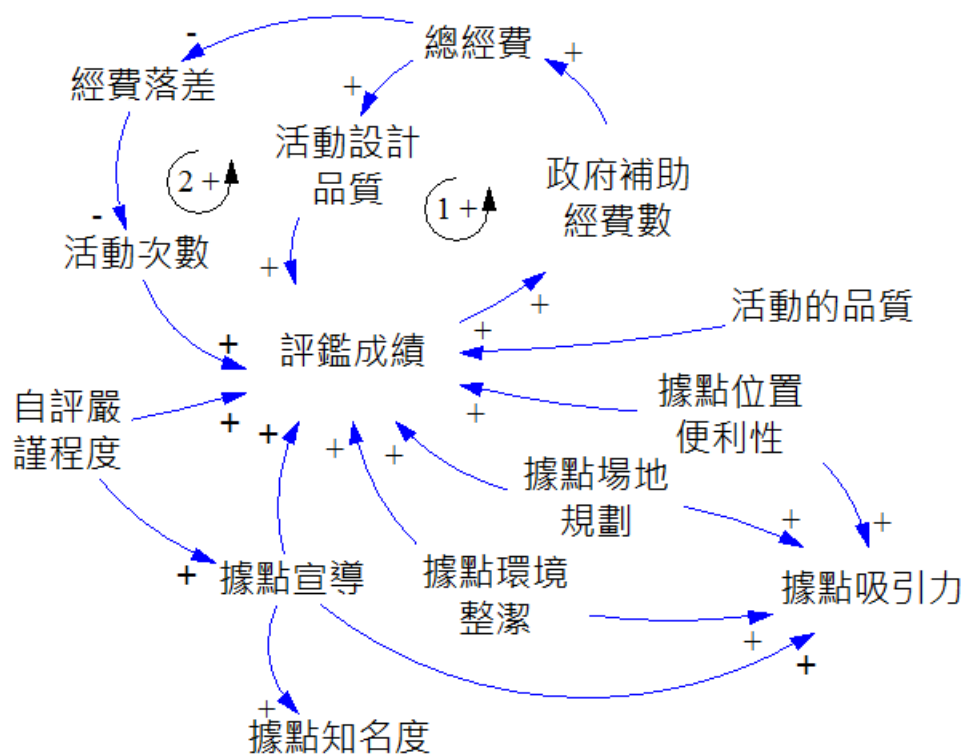 -
總經費
+
經費落差
+
活動設計
品質
政府補助
經費數
2 +
1 +
-
活動次數
+
+
活動的品質
+
評鑑成績
+
自評嚴
謹程度
+
+
+
+
+
據點位置
便利性
據點場地
規劃
+
+
+
據點宣導
據點環境
整潔
據點吸引力
+
+
+
據點知名度